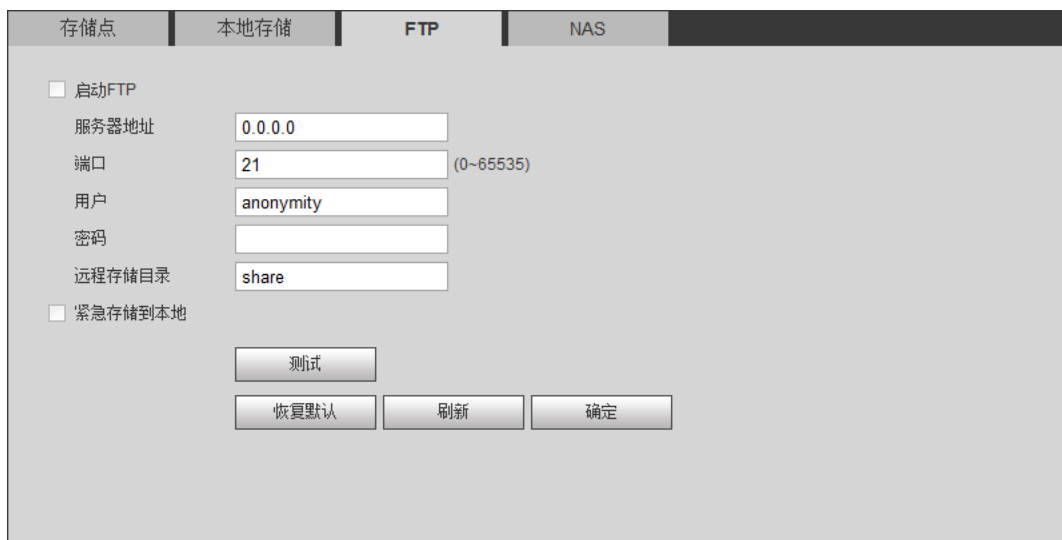 存储点 本地存储 FTP NAS
启动FTP
服务器地址 0.0.0.0
端口 21 (0~65535)
用户 anonymity
密码
远程存储目录 share
紧急存储到本地
测试
恢复默认 刷新 确定